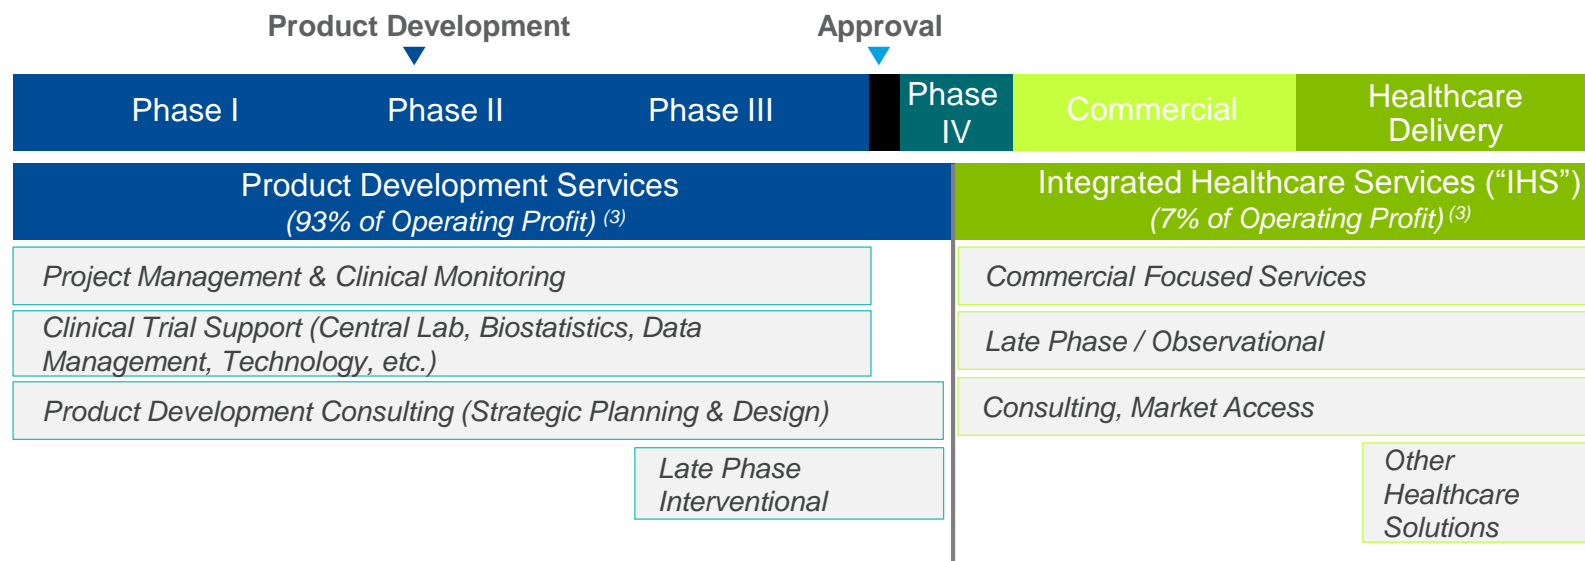 Product Development
Approval
Phase I
Phase II
Phase III
Phase
IV
Commercial
Healthcare
Delivery
Product Development Services
(93% of Operating Profit) (3)
Integrated Healthcare Services (“IHS”)
(7% of Operating Profit) (3)
Project Management & Clinical Monitoring
Clinical Trial Support (Central Lab, Biostatistics, Data
Management, Technology, etc.)
Product Development Consulting (Strategic Planning & Design)
Late Phase
Interventional
Commercial Focused Services
Late Phase / Observational
Consulting, Market Access
Other
Healthcare
Solutions